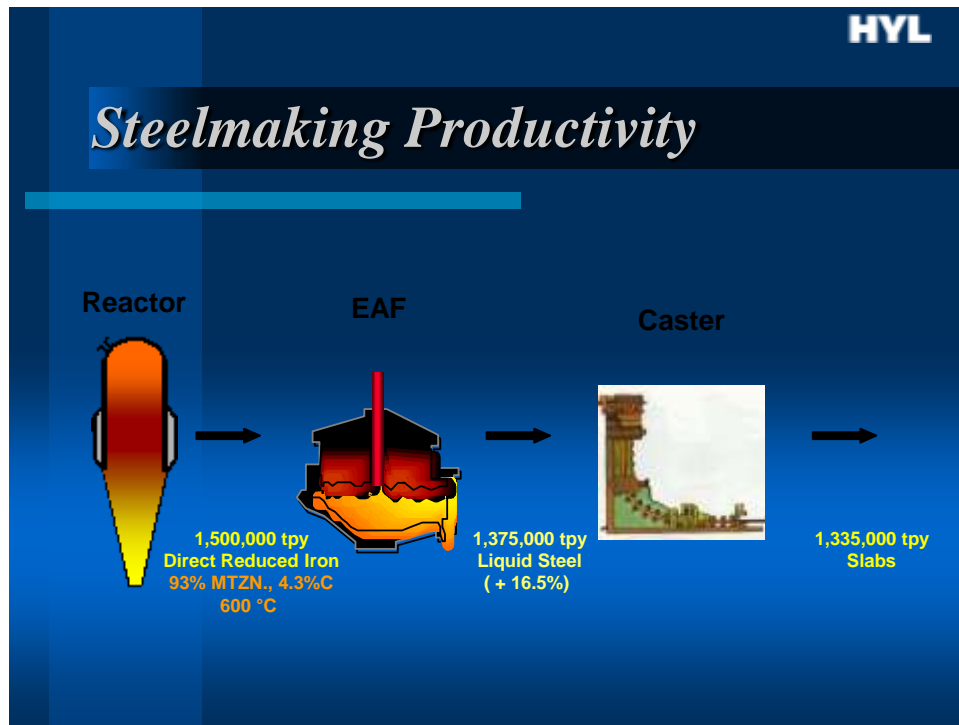 HYL
Steelmaking Productivity
Reactor
EAF
Caster
1,500,000 tpy
Direct Reduced Iron
93% MTZN., 4.3%C
600 °C
1,375,000 tpy
Liquid Steel
( + 16.5%)
1,335,000 tpy
Slabs